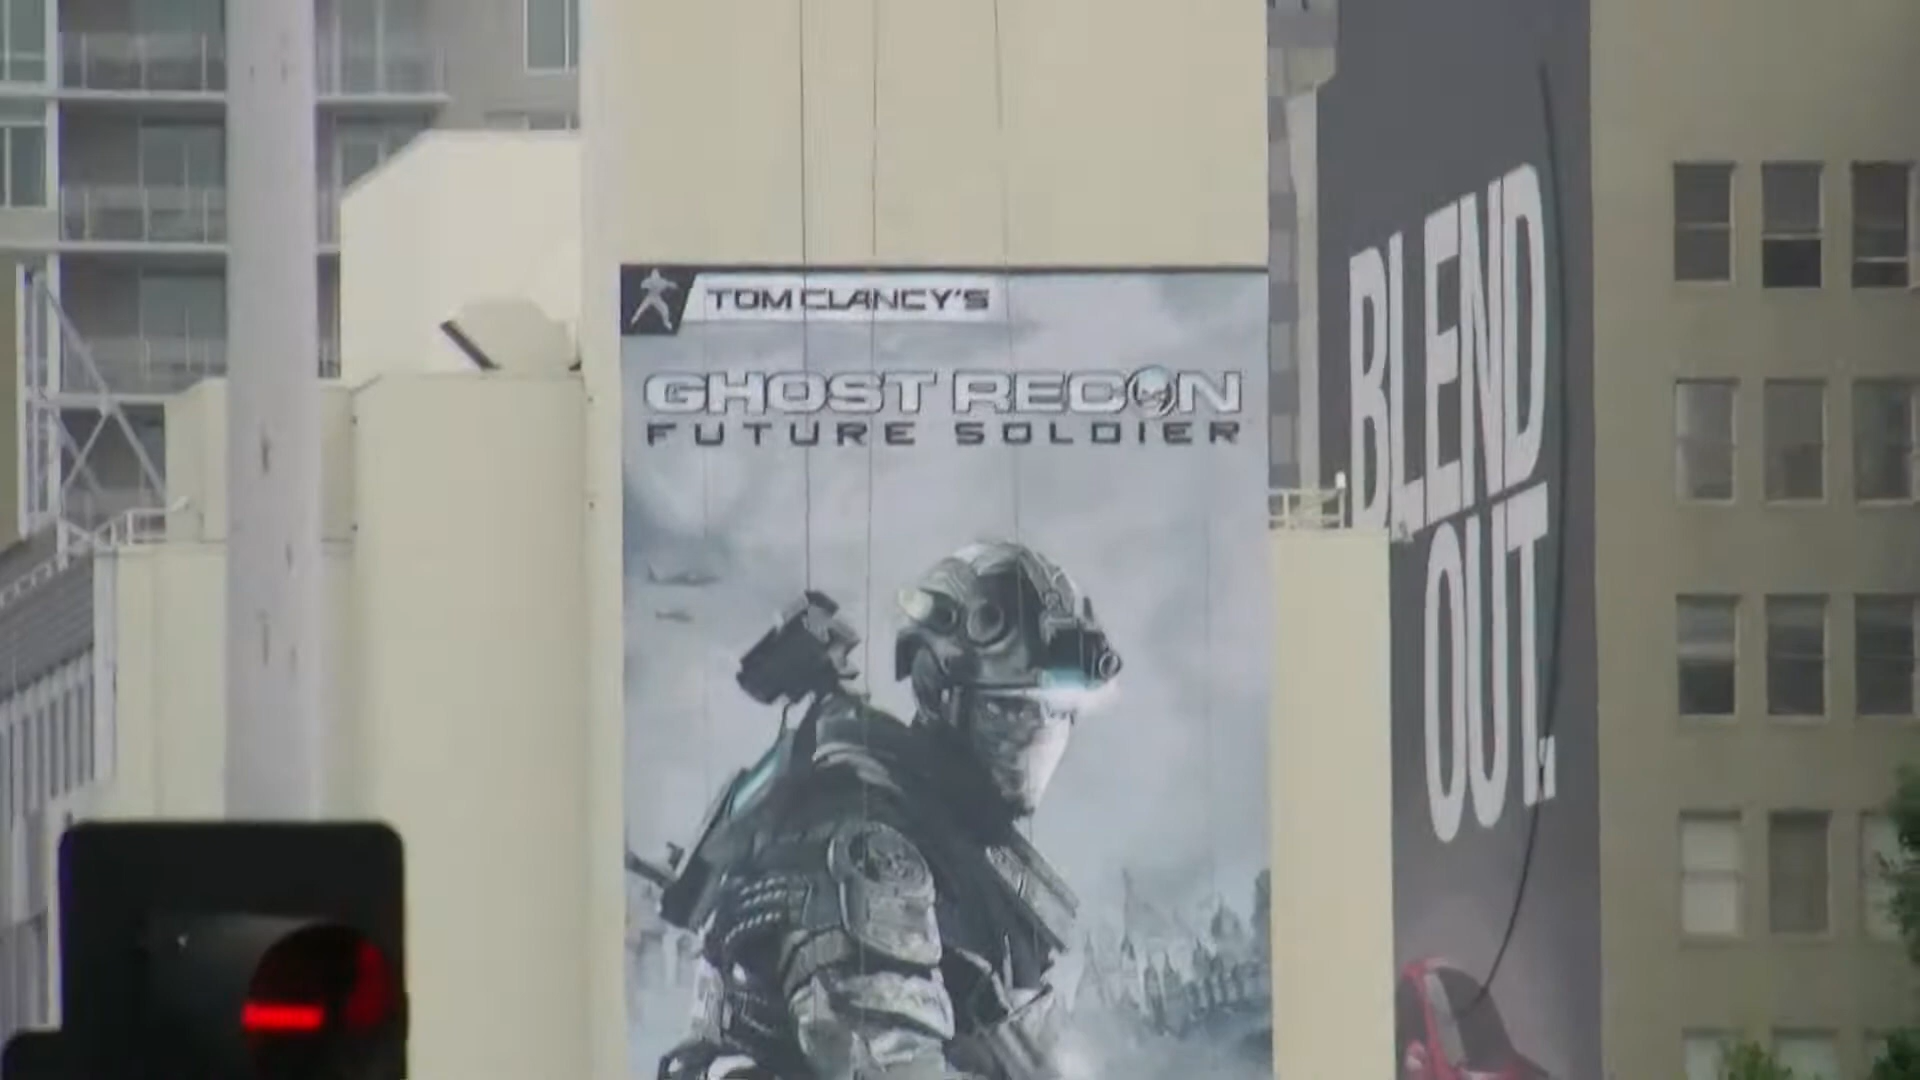 TOM CLANCY'S
GHOST RECON
FUTURE SOLDIER
BLEND
OUT.